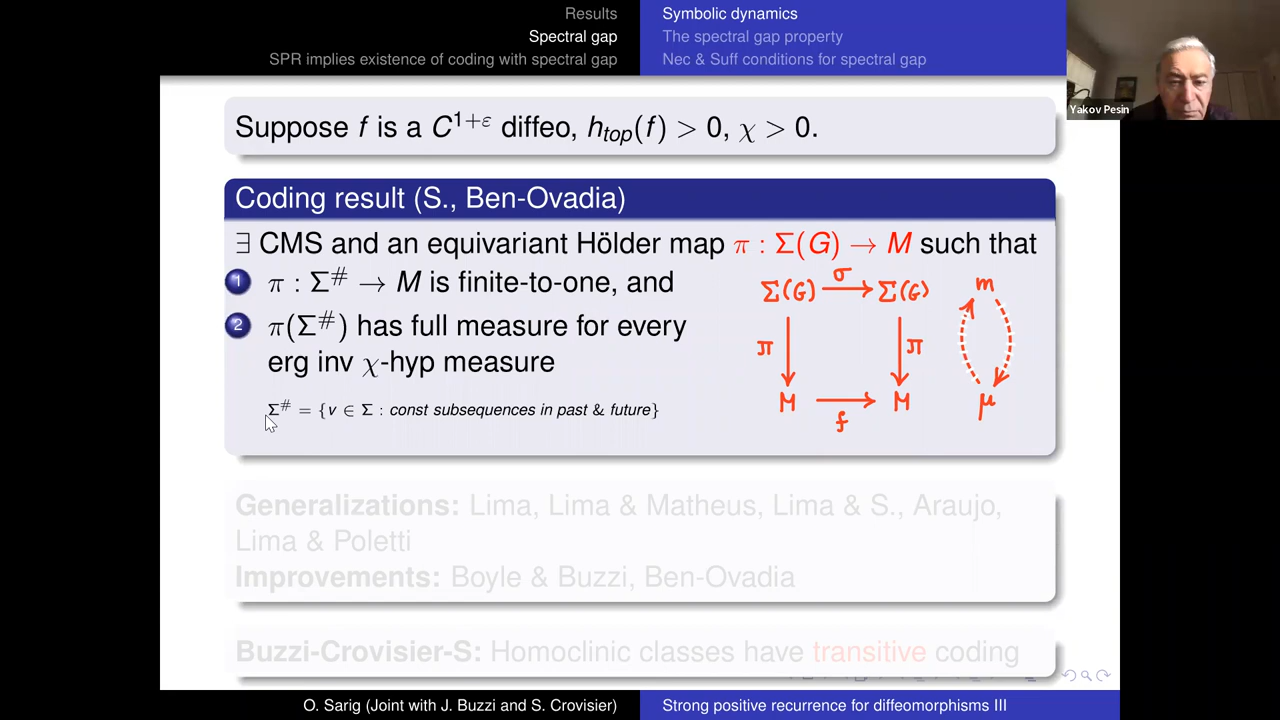 Results
Spectral gap
SPR implies existence of coding with spectral gap
Symbolic dynamics
The spectral gap property
Nec & Suff conditions for spectral gap
Yakov Pesin
Suppose f is a C^{1+ε} diffeo, h_{top}(f) > 0, χ > 0.
Coding result (S., Ben-Ovadia)
∃ CMS and an equivariant Hölder map π : Σ(G) → M such that
1 π : Σ^# → M is finite-to-one, and
2 π(Σ^#) has full measure for every
erg inv χ-hyp measure
Σ^# = {v ∈ Σ : const subsequences in past & future}
Σ(G) σ→ Σ(G) m
π π
M f→ M μ
Generalizations: Lima, Lima & Matheus, Lima & S., Araujo,
Lima & Poletti
Improvements: Boyle & Buzzi, Ben-Ovadia
Buzzi-Crovisier-S: Homoclinic classes have transitive coding
O. Sarig (Joint with J. Buzzi and S. Crovisier)
Strong positive recurrence for diffeomorphisms III